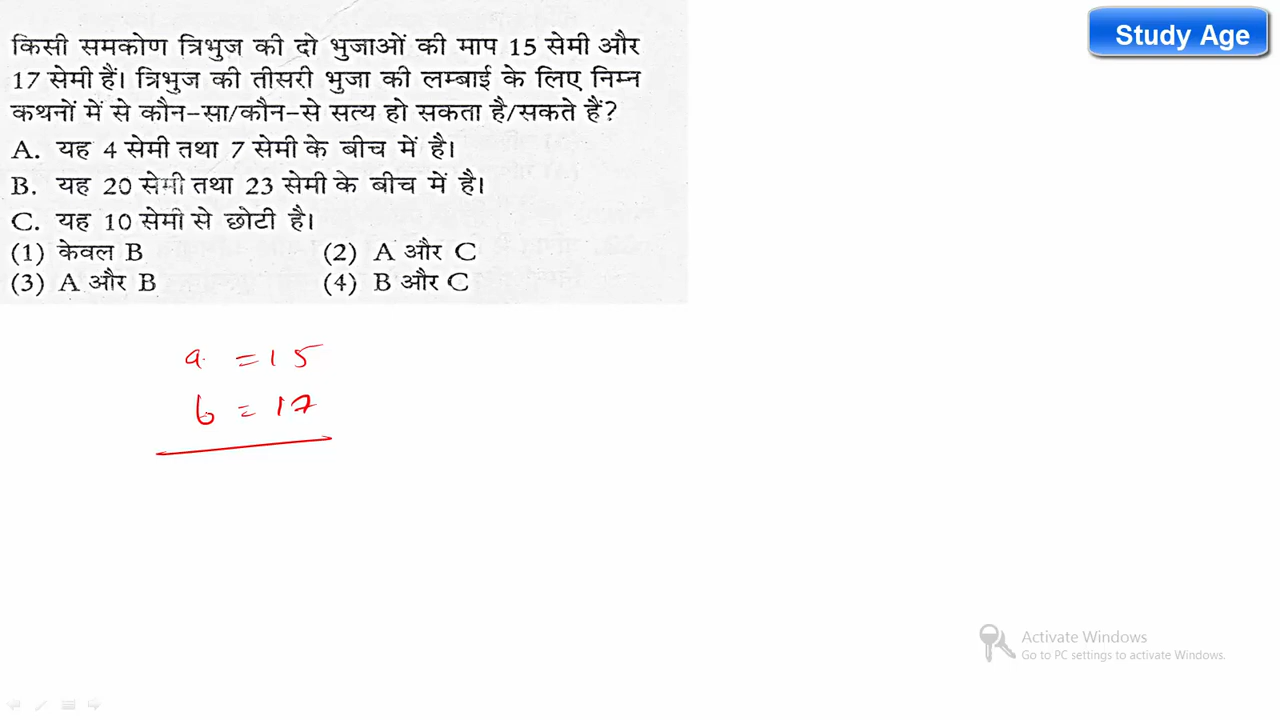 Study Age
किसी समकोण त्रिभुज की दो भुजाओं की माप 15 सेमी और
17 सेमी हैं। त्रिभुज की तीसरी भुजा की लम्बाई के लिए निम्न
कथनों में से कौन-सा/कौन-से सत्य हो सकता है/सकते हैं?
A. यह 4 सेमी तथा 7 सेमी के बीच में है।
B. यह 20 सेमी तथा 23 सेमी के बीच में है।
C. यह 10 सेमी से छोटी है।
(1) केवल B (2) A और C
(3) A और B (4) B और C
a = 15
b = 17
Activate Windows
Go to PC settings to activate Windows.